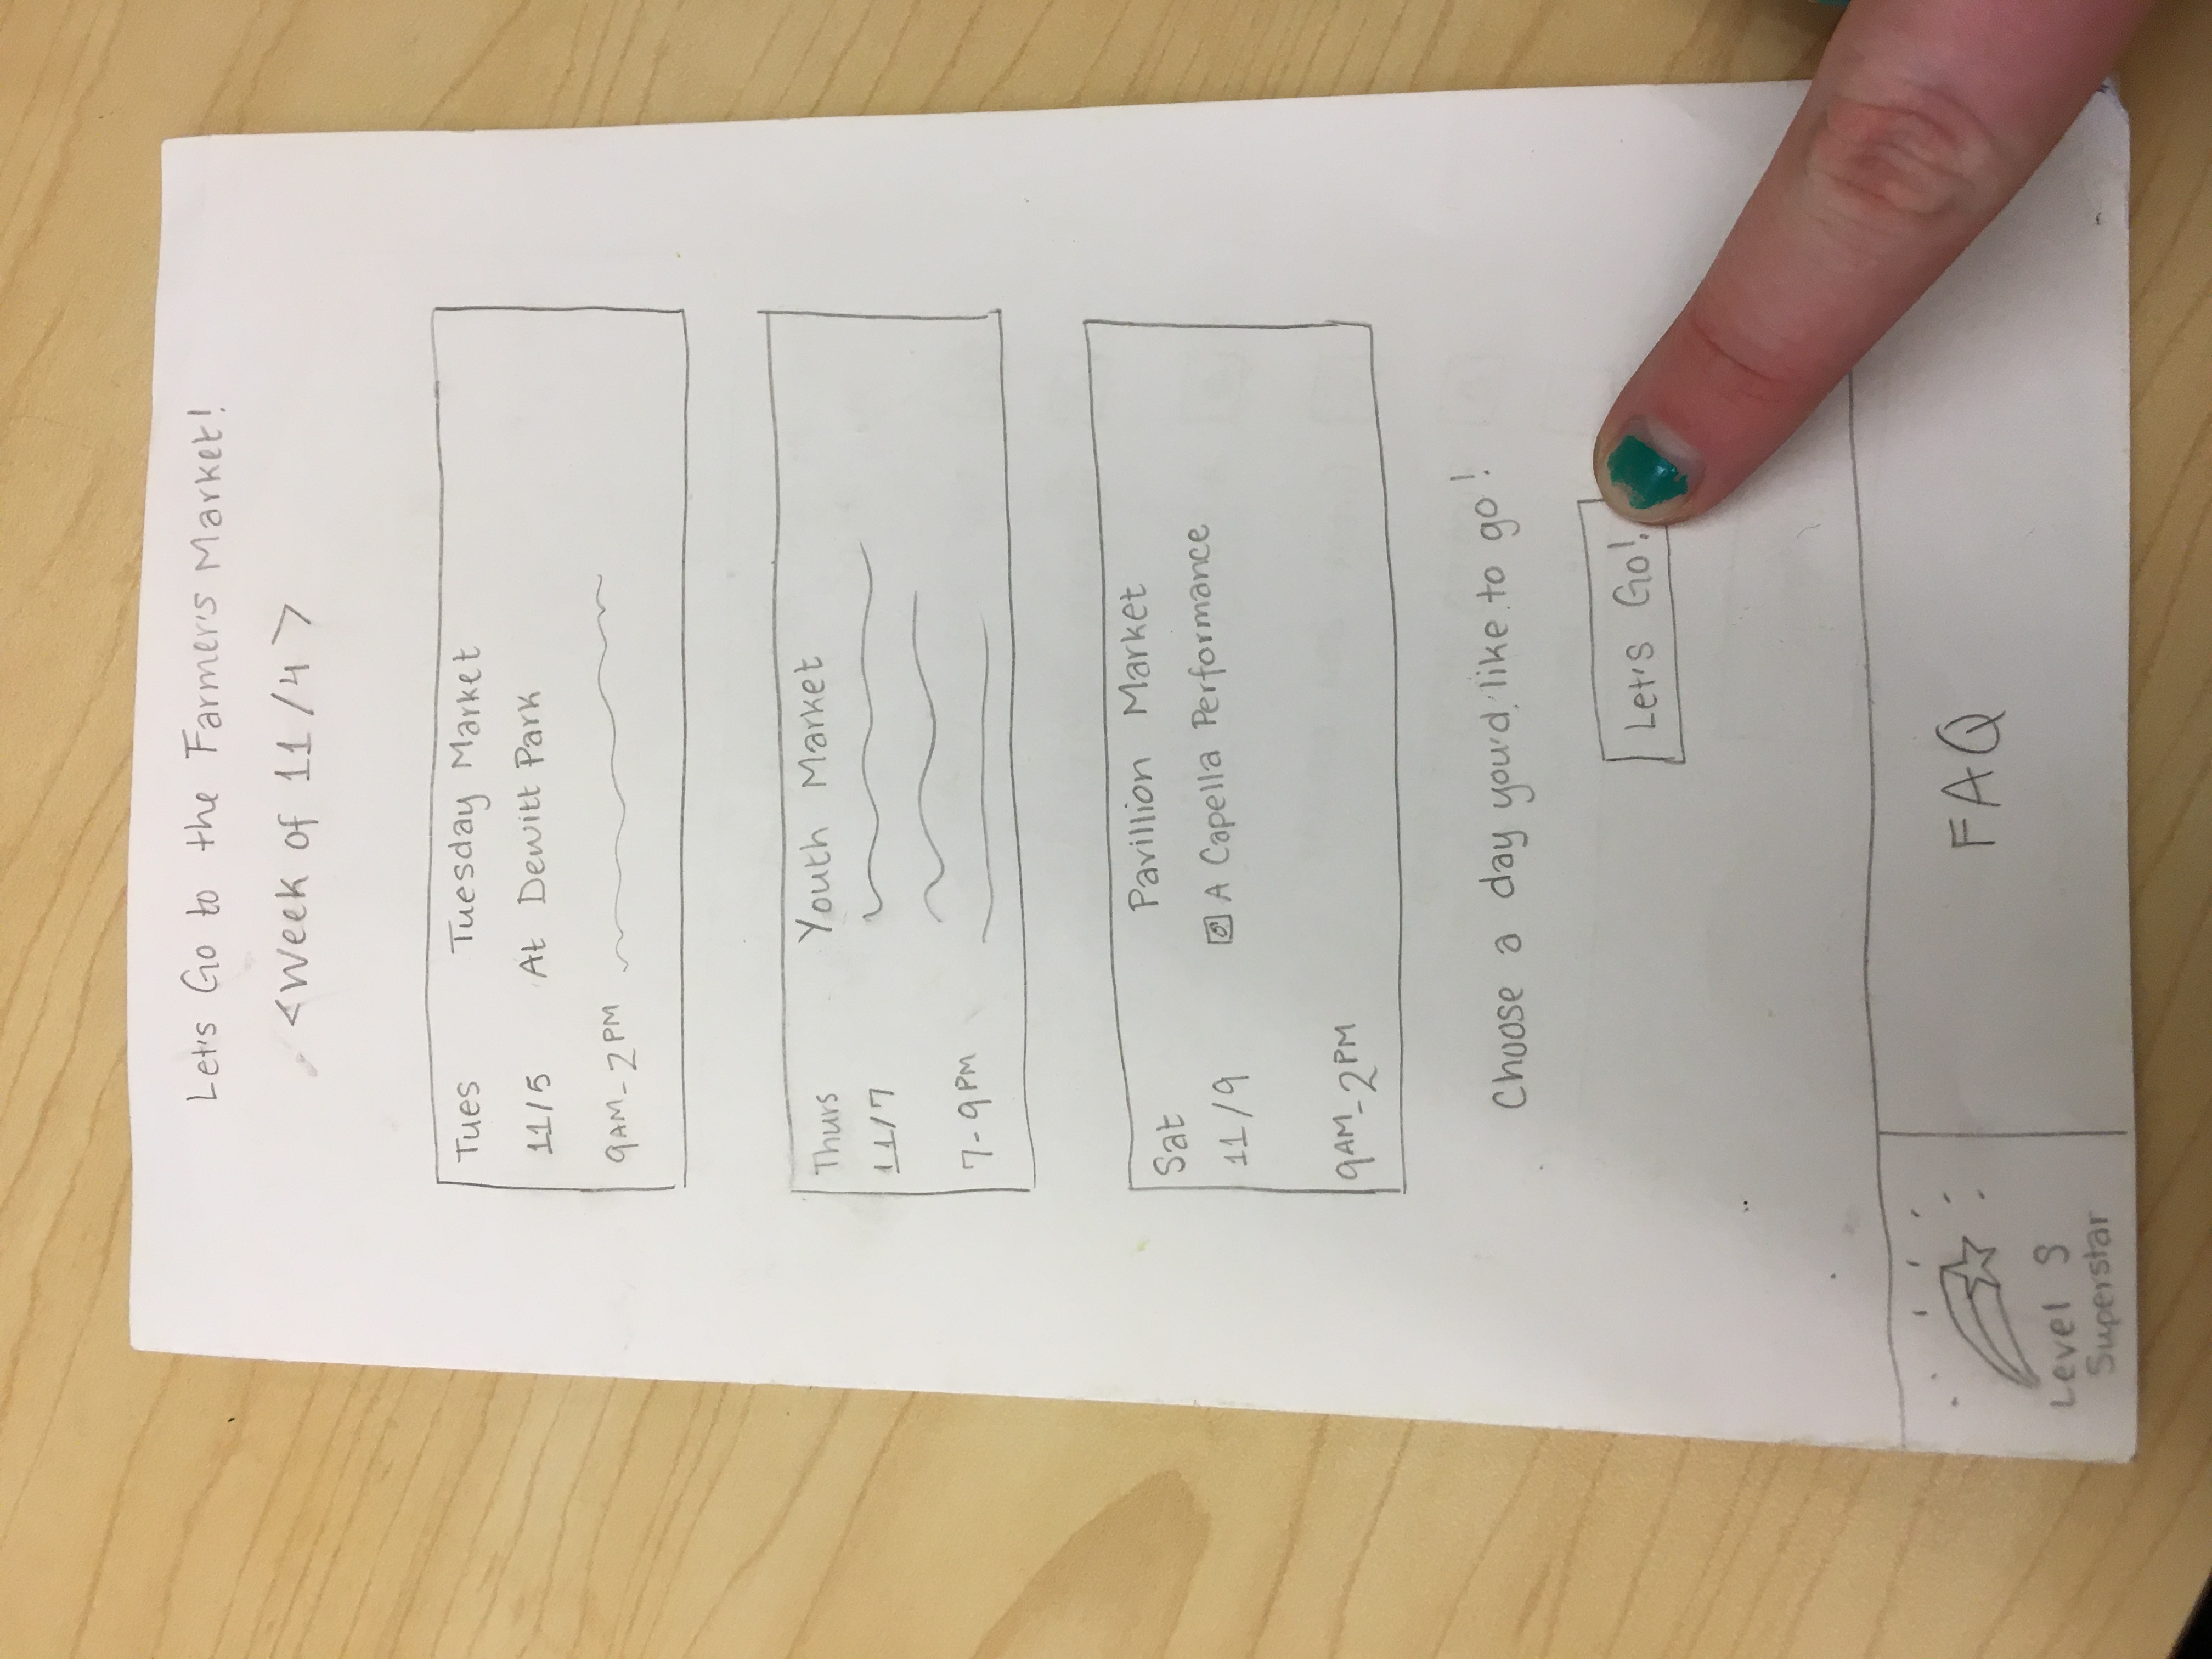 Let's Go to the Farmer's Market!
<Week of 11/4>
Tues
Tuesday Market
11/5
At Dewitt Park
9AM-2PM
Thurs
Youth Market
11/7
7-9PM
Sat
Pavillion Market
11/9
A Capella Performance
9AM-2PM
Choose a day you'd like to go!
Let's Go!
FAQ
Level 8
Superstar